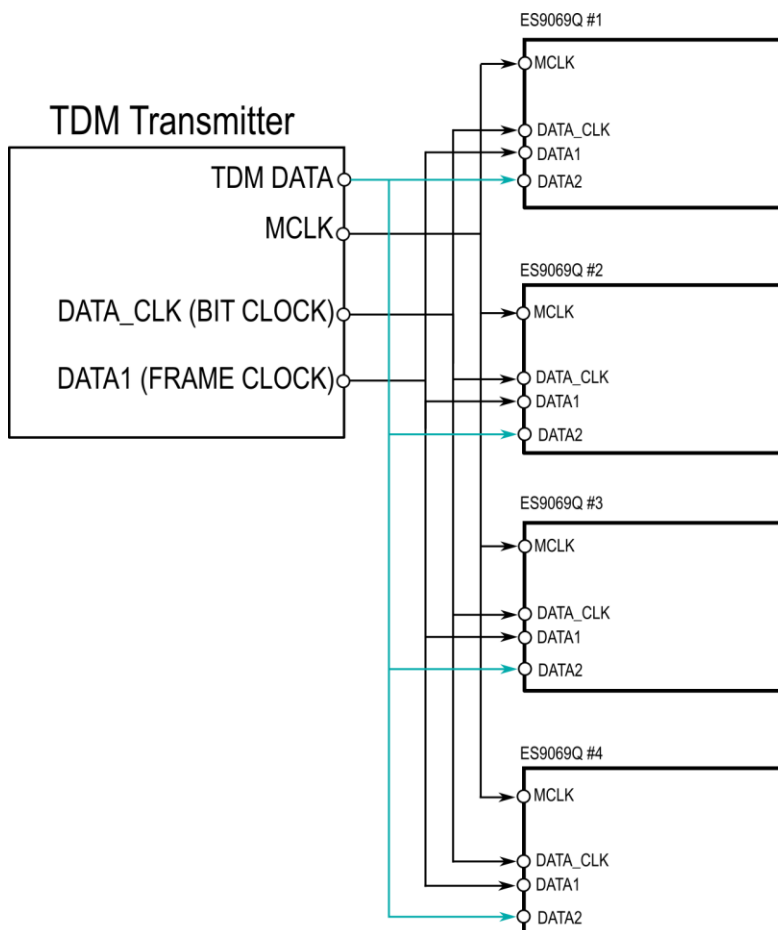 TDM Transmitter
TDM DATA
MCLK
DATA_CLK (BIT CLOCK)
DATA1 (FRAME CLOCK)
ES9069Q #1
MCLK
DATA_CLK
DATA1
DATA2
ES9069Q #2
MCLK
DATA_CLK
DATA1
DATA2
ES9069Q #3
MCLK
DATA_CLK
DATA1
DATA2
ES9069Q #4
MCLK
DATA_CLK
DATA1
DATA2